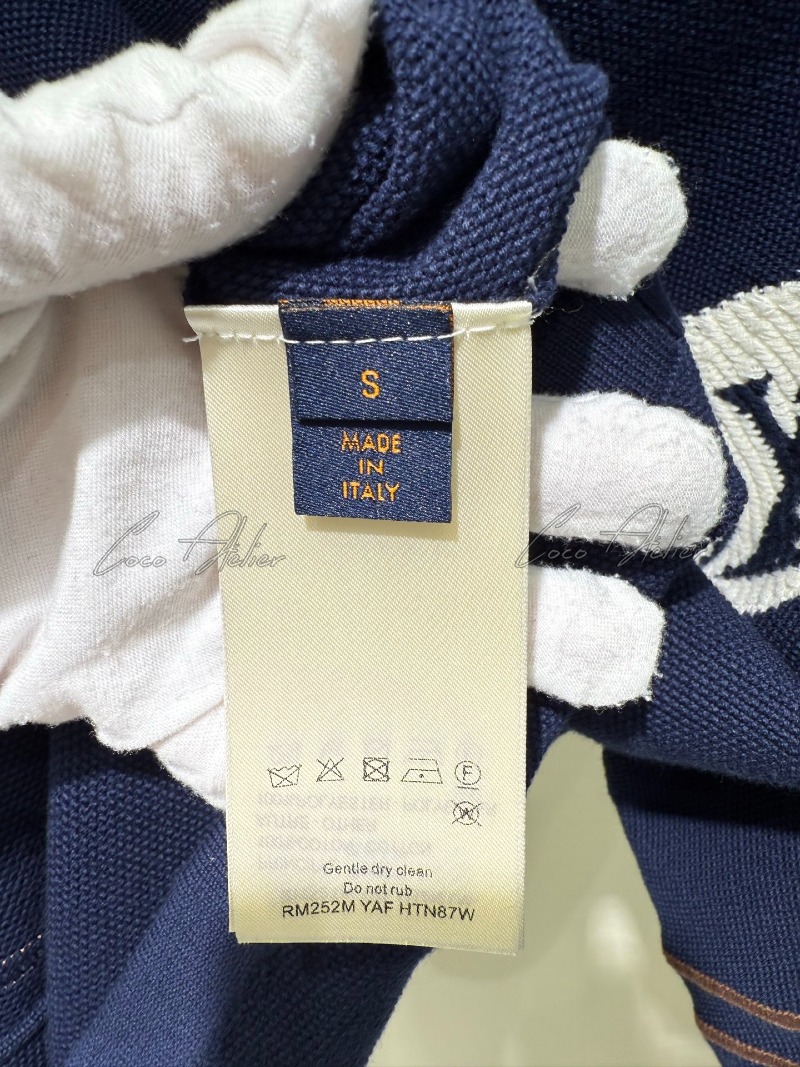 S
MADE
IN
ITALY
Coco Atelier
Coco Atelier
F
W
Gentle dry clean
Do not rub
RM252M YAF HTN87W